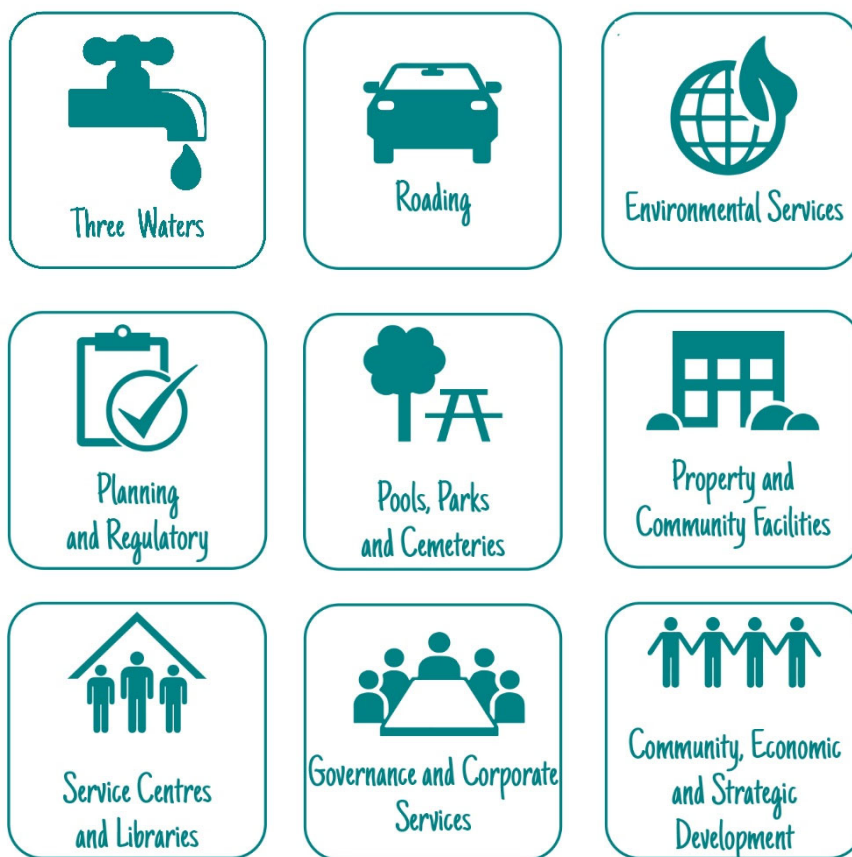 Three Waters
Roading
Environmental Services
Planning
and Regulatory
Pools, Parks
and Cemeteries
Property and
Community Facilities
Service Centres
and Libraries
Governance and Corporate
Services
Community, Economic
and Strategic
Development